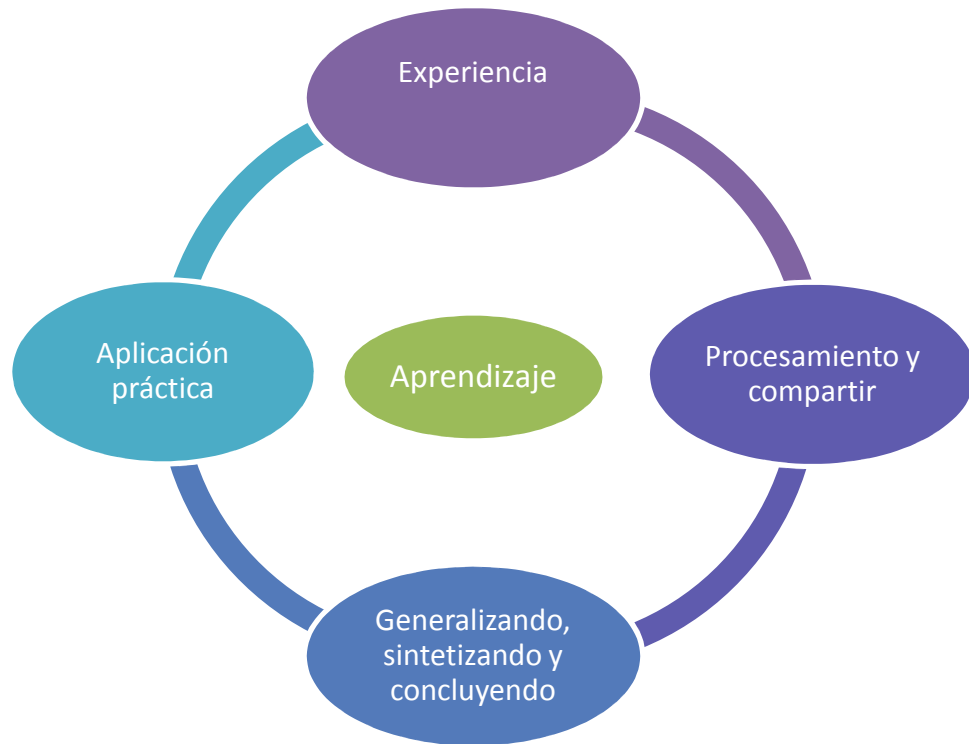 Experiencia
Aplicación
práctica
Aprendizaje
Procesamiento y
compartir
Generalizando,
sintetizando y
concluyendo